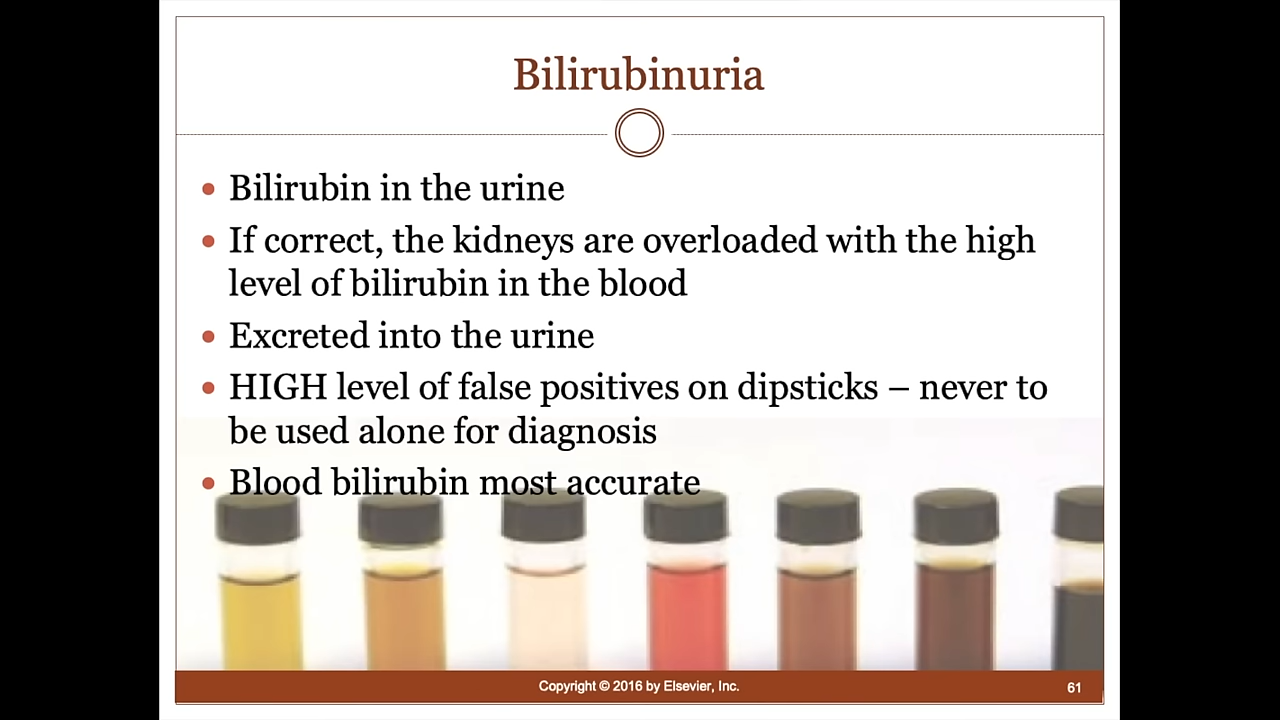 Bilirubinuria
• Bilirubin in the urine
• If correct, the kidneys are overloaded with the high
level of bilirubin in the blood
• Excreted into the urine
• HIGH level of false positives on dipsticks – never to
be used alone for diagnosis
• Blood bilirubin most accurate
Copyright © 2016 by Elsevier, Inc.
61